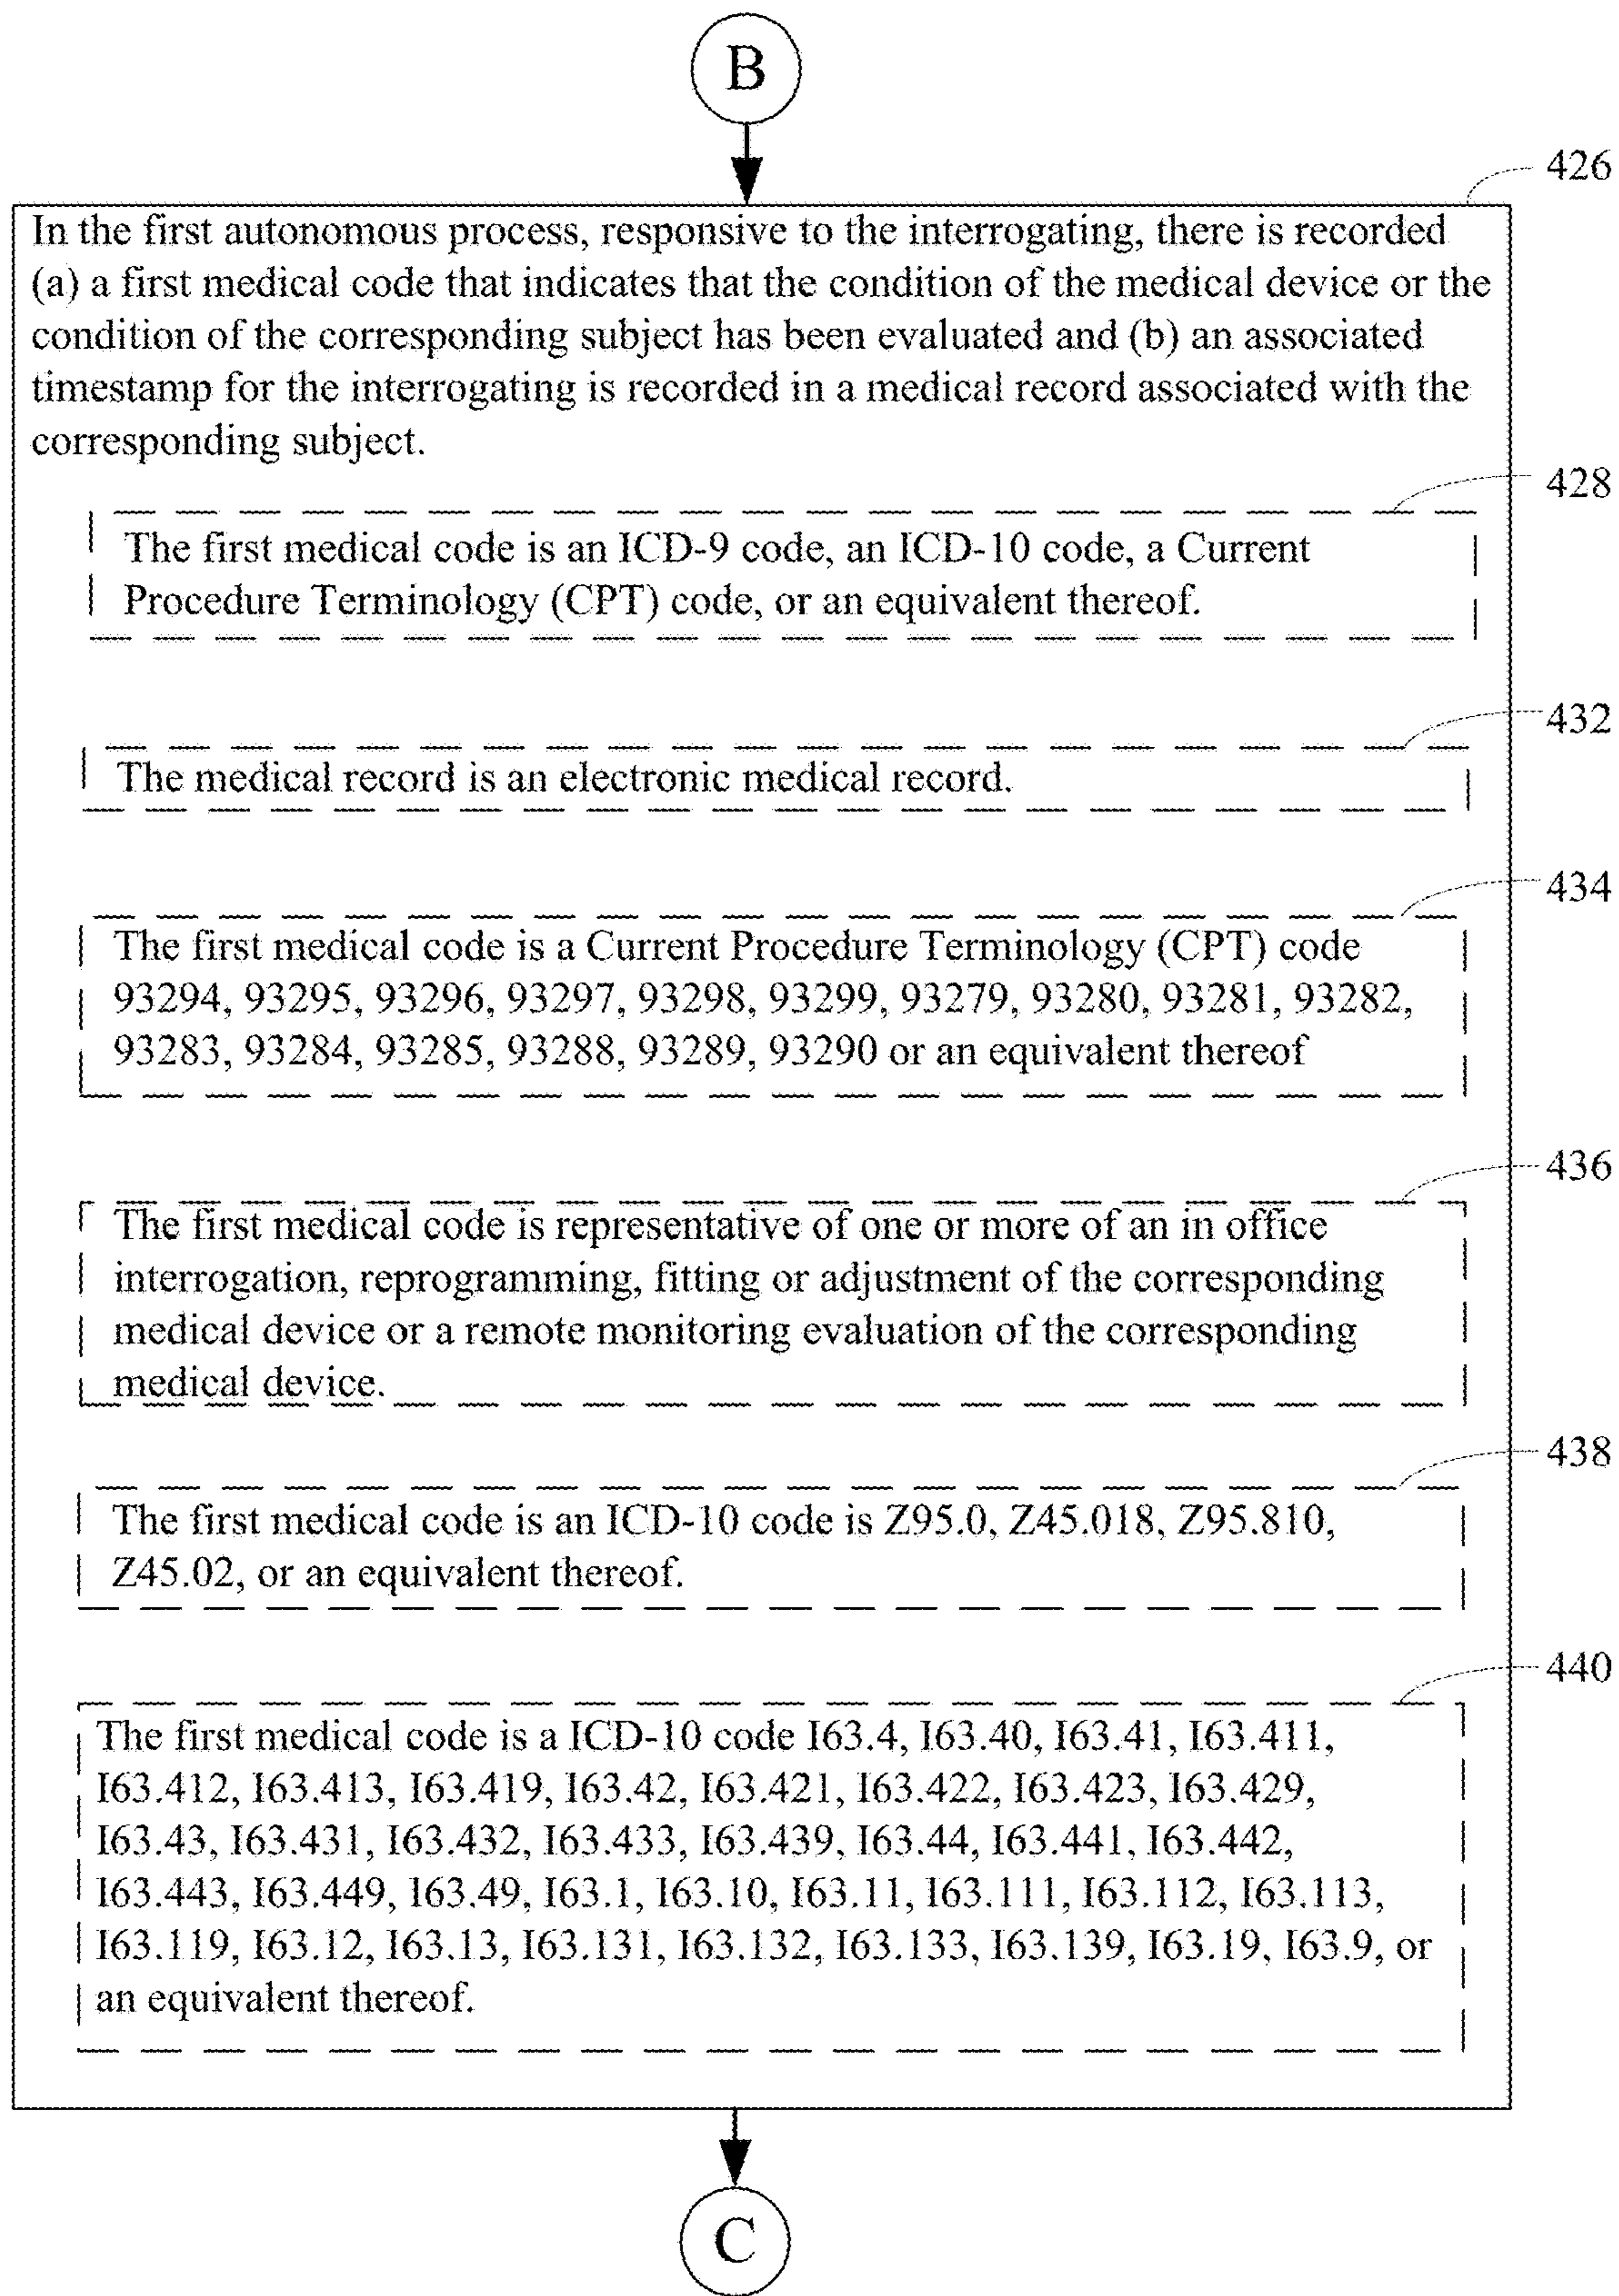 B
426
In the first autonomous process, responsive to the interrogating, there is recorded
(a) a first medical code that indicates that the condition of the medical device or the
condition of the corresponding subject has been evaluated and (b) an associated
timestamp for the interrogating is recorded in a medical record associated with the
corresponding subject.
428
The first medical code is an ICD-9 code, an ICD-10 code, a Current
Procedure Terminology (CPT) code, or an equivalent thereof.
432
The medical record is an electronic medical record.
434
The first medical code is a Current Procedure Terminology (CPT) code
93294, 93295, 93296, 93297, 93298, 93299, 93279, 93280, 93281, 93282,
93283, 93284, 93285, 93288, 93289, 93290 or an equivalent thereof
436
The first medical code is representative of one or more of an in office
interrogation, reprogramming, fitting or adjustment of the corresponding
medical device or a remote monitoring evaluation of the corresponding
medical device.
438
The first medical code is an ICD-10 code is Z95.0, Z45.018, Z95.810,
Z45.02, or an equivalent thereof.
440
The first medical code is a ICD-10 code I63.4, I63.40, I63.41, I63.411,
I63.412, I63.413, I63.419, I63.42, I63.421, I63.422, I63.423, I63.429,
I63.43, I63.431, I63.432, I63.433, I63.439, I63.44, I63.441, I63.442,
I63.443, I63.449, I63.49, I63.1, I63.10, I63.11, I63.111, I63.112, I63.113,
I63.119, I63.12, I63.13, I63.131, I63.132, I63.133, I63.139, I63.19, I63.9, or
an equivalent thereof.
C